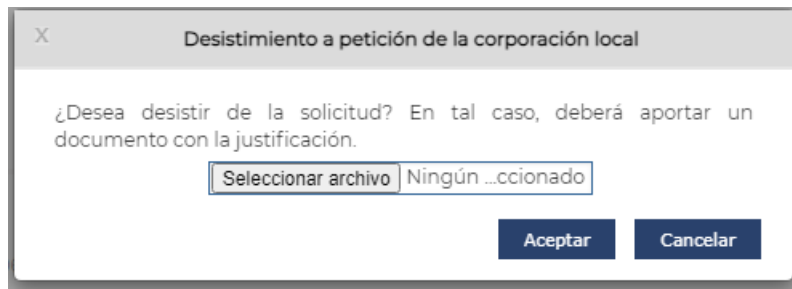 X
Desistimiento a petición de la corporación local
¿Desea desistir de la solicitud? En tal caso, deberá aportar un
documento con la justificación.
Seleccionar archivo Ningún ...ccionado
Aceptar Cancelar